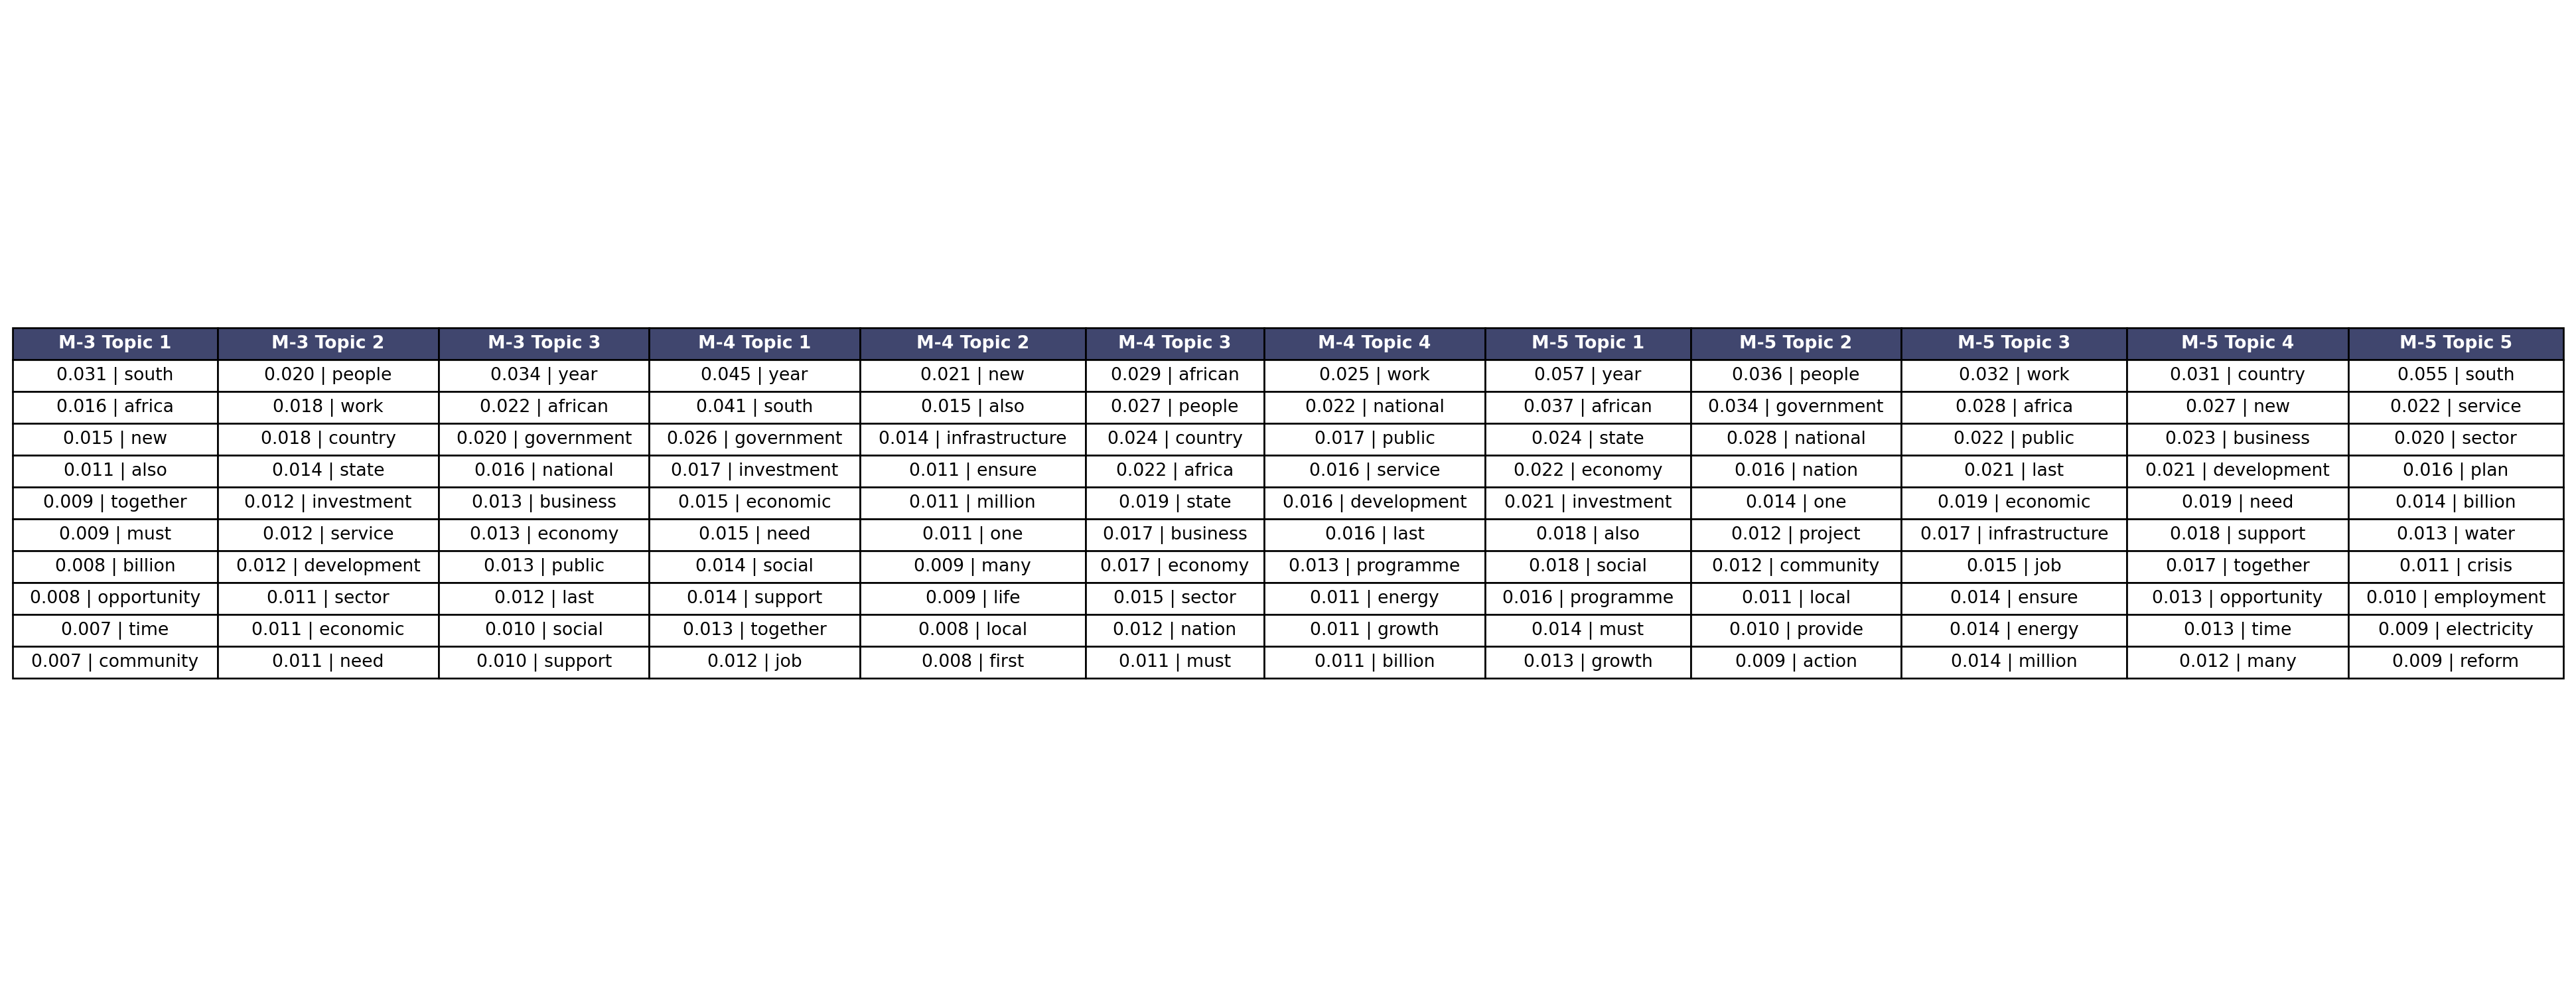 M-3 Topic 1 M-3 Topic 2 M-3 Topic 3 M-4 Topic 1 M-4 Topic 2 M-4 Topic 3 M-4 Topic 4 M-5 Topic 1 M-5 Topic 2 M-5 Topic 3 M-5 Topic 4 M-5 Topic 5
0.031 | south 0.020 | people 0.034 | year 0.045 | year 0.021 | new 0.029 | african 0.025 | work 0.057 | year 0.036 | people 0.032 | work 0.031 | country 0.055 | south
0.016 | africa 0.018 | work 0.022 | african 0.041 | south 0.015 | also 0.027 | people 0.022 | national 0.037 | african 0.034 | government 0.028 | africa 0.027 | new 0.022 | service
0.015 | new 0.018 | country 0.020 | government 0.026 | government 0.014 | infrastructure 0.024 | country 0.017 | public 0.024 | state 0.028 | national 0.022 | public 0.023 | business 0.020 | sector
0.011 | also 0.014 | state 0.016 | national 0.017 | investment 0.011 | ensure 0.022 | africa 0.016 | service 0.022 | economy 0.016 | nation 0.021 | last 0.021 | development 0.016 | plan
0.009 | together 0.012 | investment 0.013 | business 0.015 | economic 0.011 | million 0.019 | state 0.016 | development 0.021 | investment 0.014 | one 0.019 | economic 0.019 | need 0.014 | billion
0.009 | must 0.012 | service 0.013 | economy 0.015 | need 0.011 | one 0.017 | business 0.016 | last 0.018 | also 0.012 | project 0.017 | infrastructure 0.018 | support 0.013 | water
0.008 | billion 0.012 | development 0.013 | public 0.014 | social 0.009 | many 0.017 | economy 0.013 | programme 0.018 | social 0.012 | community 0.015 | job 0.017 | together 0.011 | crisis
0.008 | opportunity 0.011 | sector 0.012 | last 0.014 | support 0.009 | life 0.015 | sector 0.011 | energy 0.016 | programme 0.011 | local 0.014 | ensure 0.013 | opportunity 0.010 | employment
0.007 | time 0.011 | economic 0.010 | social 0.013 | together 0.008 | local 0.012 | nation 0.011 | growth 0.014 | must 0.010 | provide 0.014 | energy 0.013 | time 0.009 | electricity
0.007 | community 0.011 | need 0.010 | support 0.012 | job 0.008 | first 0.011 | must 0.011 | billion 0.013 | growth 0.009 | action 0.014 | million 0.012 | many 0.009 | reform